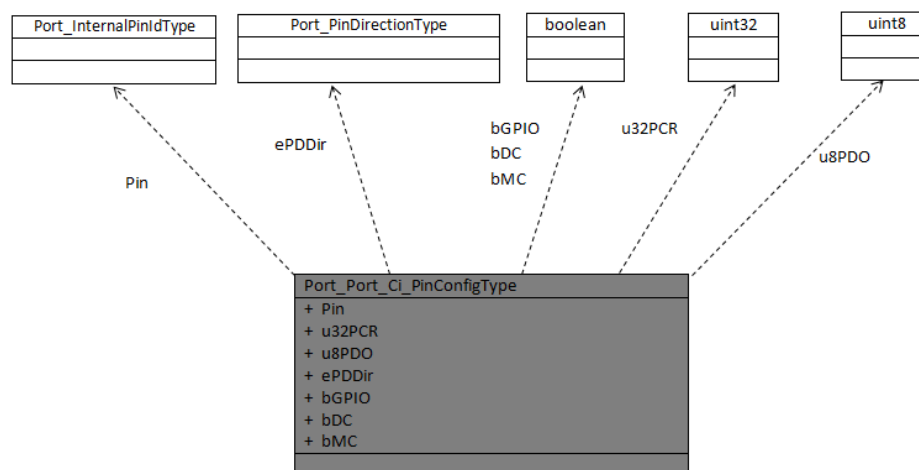 Port_InternalPinIdType
Port_PinDirectionType
boolean
uint32
uint8
ePDDir
bGPIO
bDC
bMC
u32PCR
u8PDO
Pin
Port_Port_Ci_PinConfigType
+ Pin
+ u32PCR
+ u8PDO
+ ePDDir
+ bGPIO
+ bDC
+ bMC